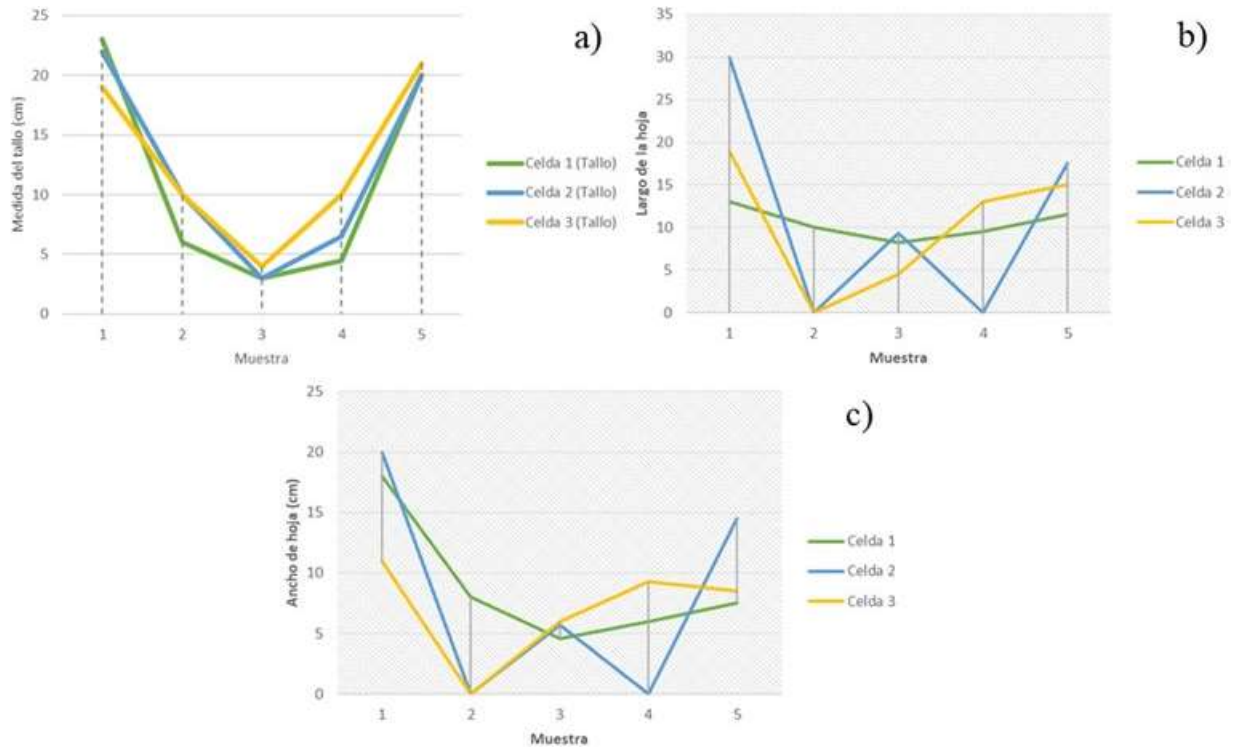 a)
Medida del tallo (cm)
25
20
15
10
5
0
1 2 3 4 5
Muestra
Celda 1 (Tallo)
Celda 2 (Tallo)
Celda 3 (Tallo)
b)
Largo de la hoja
35
30
25
20
15
10
5
0
1 2 3 4 5
Muestra
Celda 1
Celda 2
Celda 3
c)
Ancho de hoja (cm)
25
20
15
10
5
0
1 2 3 4 5
Muestra
Celda 1
Celda 2
Celda 3